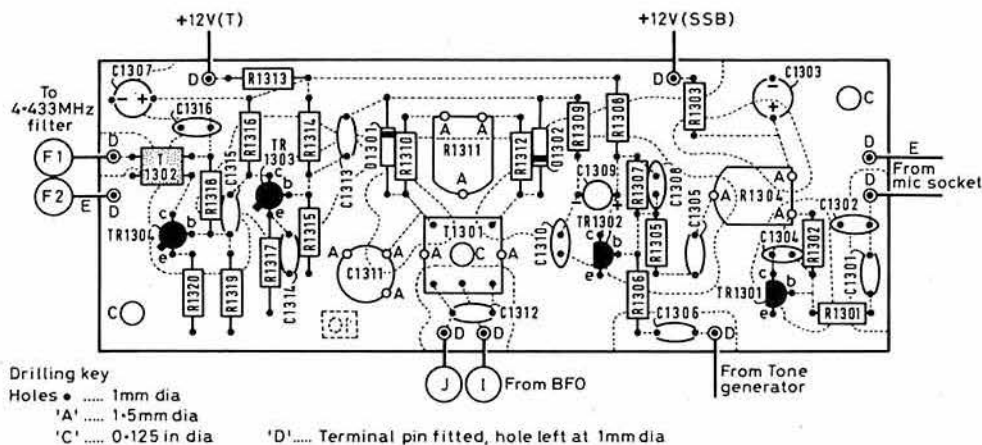 +12V(T)
+12V(SSB)
To
4·433MHz
filter
F1
F2
D
D
E
C1307
- +
C1316
T
1302
D
R1313
R1316
R1314
TR
1303
C1315
R1318
c
b
e
TR1304
c
b
e
R1320
R1319
R1317
C1314
R1315
C1313
D1301
R1310
A A
R1311
A
R1312
D1302
R1309
R1308
C1309
- +
TR1302
c
b
e
C1310
T1301
A C A
C1311
A A
A
C1312
D D
J
I
From BFO
D
R1303
R1307
C1308
R1305
C1305
R1306
C1306
D
From Tone
generator
C1303
-
+
C
A
R1304
A
A
C1304
R1302
C1302
C1301
TR1301
c
b
e
R1301
D
E
From
mic socket
D
C
Drilling key
Holes ● ..... 1mm dia
'A' ..... 1·5mm dia
'C' ..... 0·125 in dia
'D'..... Terminal pin fitted, hole left at 1mm dia